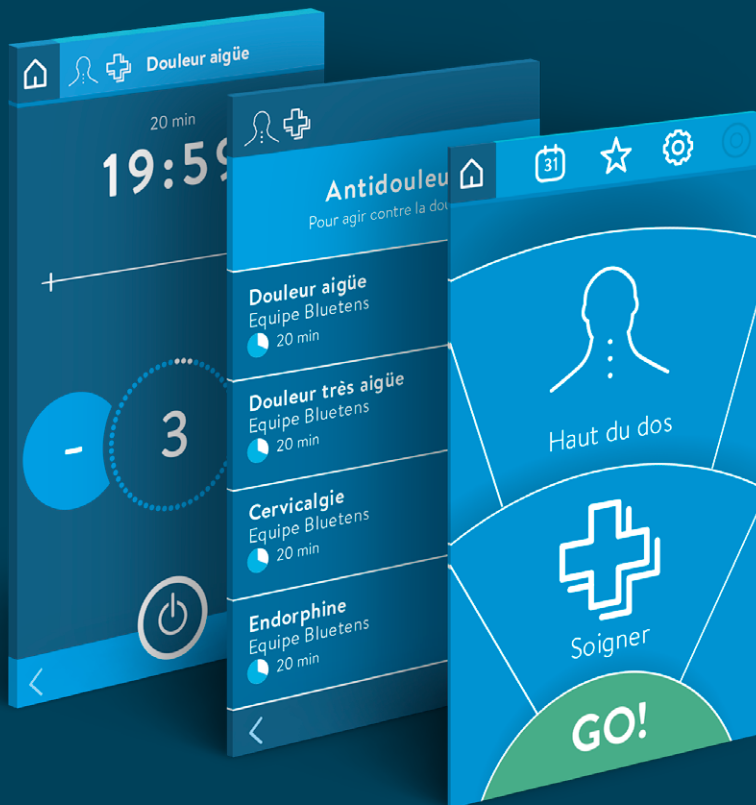 Douleur aigüe
20 min
19:59
-
3
Antidouleu
Pour agir contre la dou
Douleur aigüe
Equipe Bluetens
20 min
Douleur très aigüe
Equipe Bluetens
20 min
Cervicalgie
Equipe Bluetens
20 min
Endorphine
Equipe Bluetens
20 min
31
Haut du dos
Soigner
GO!